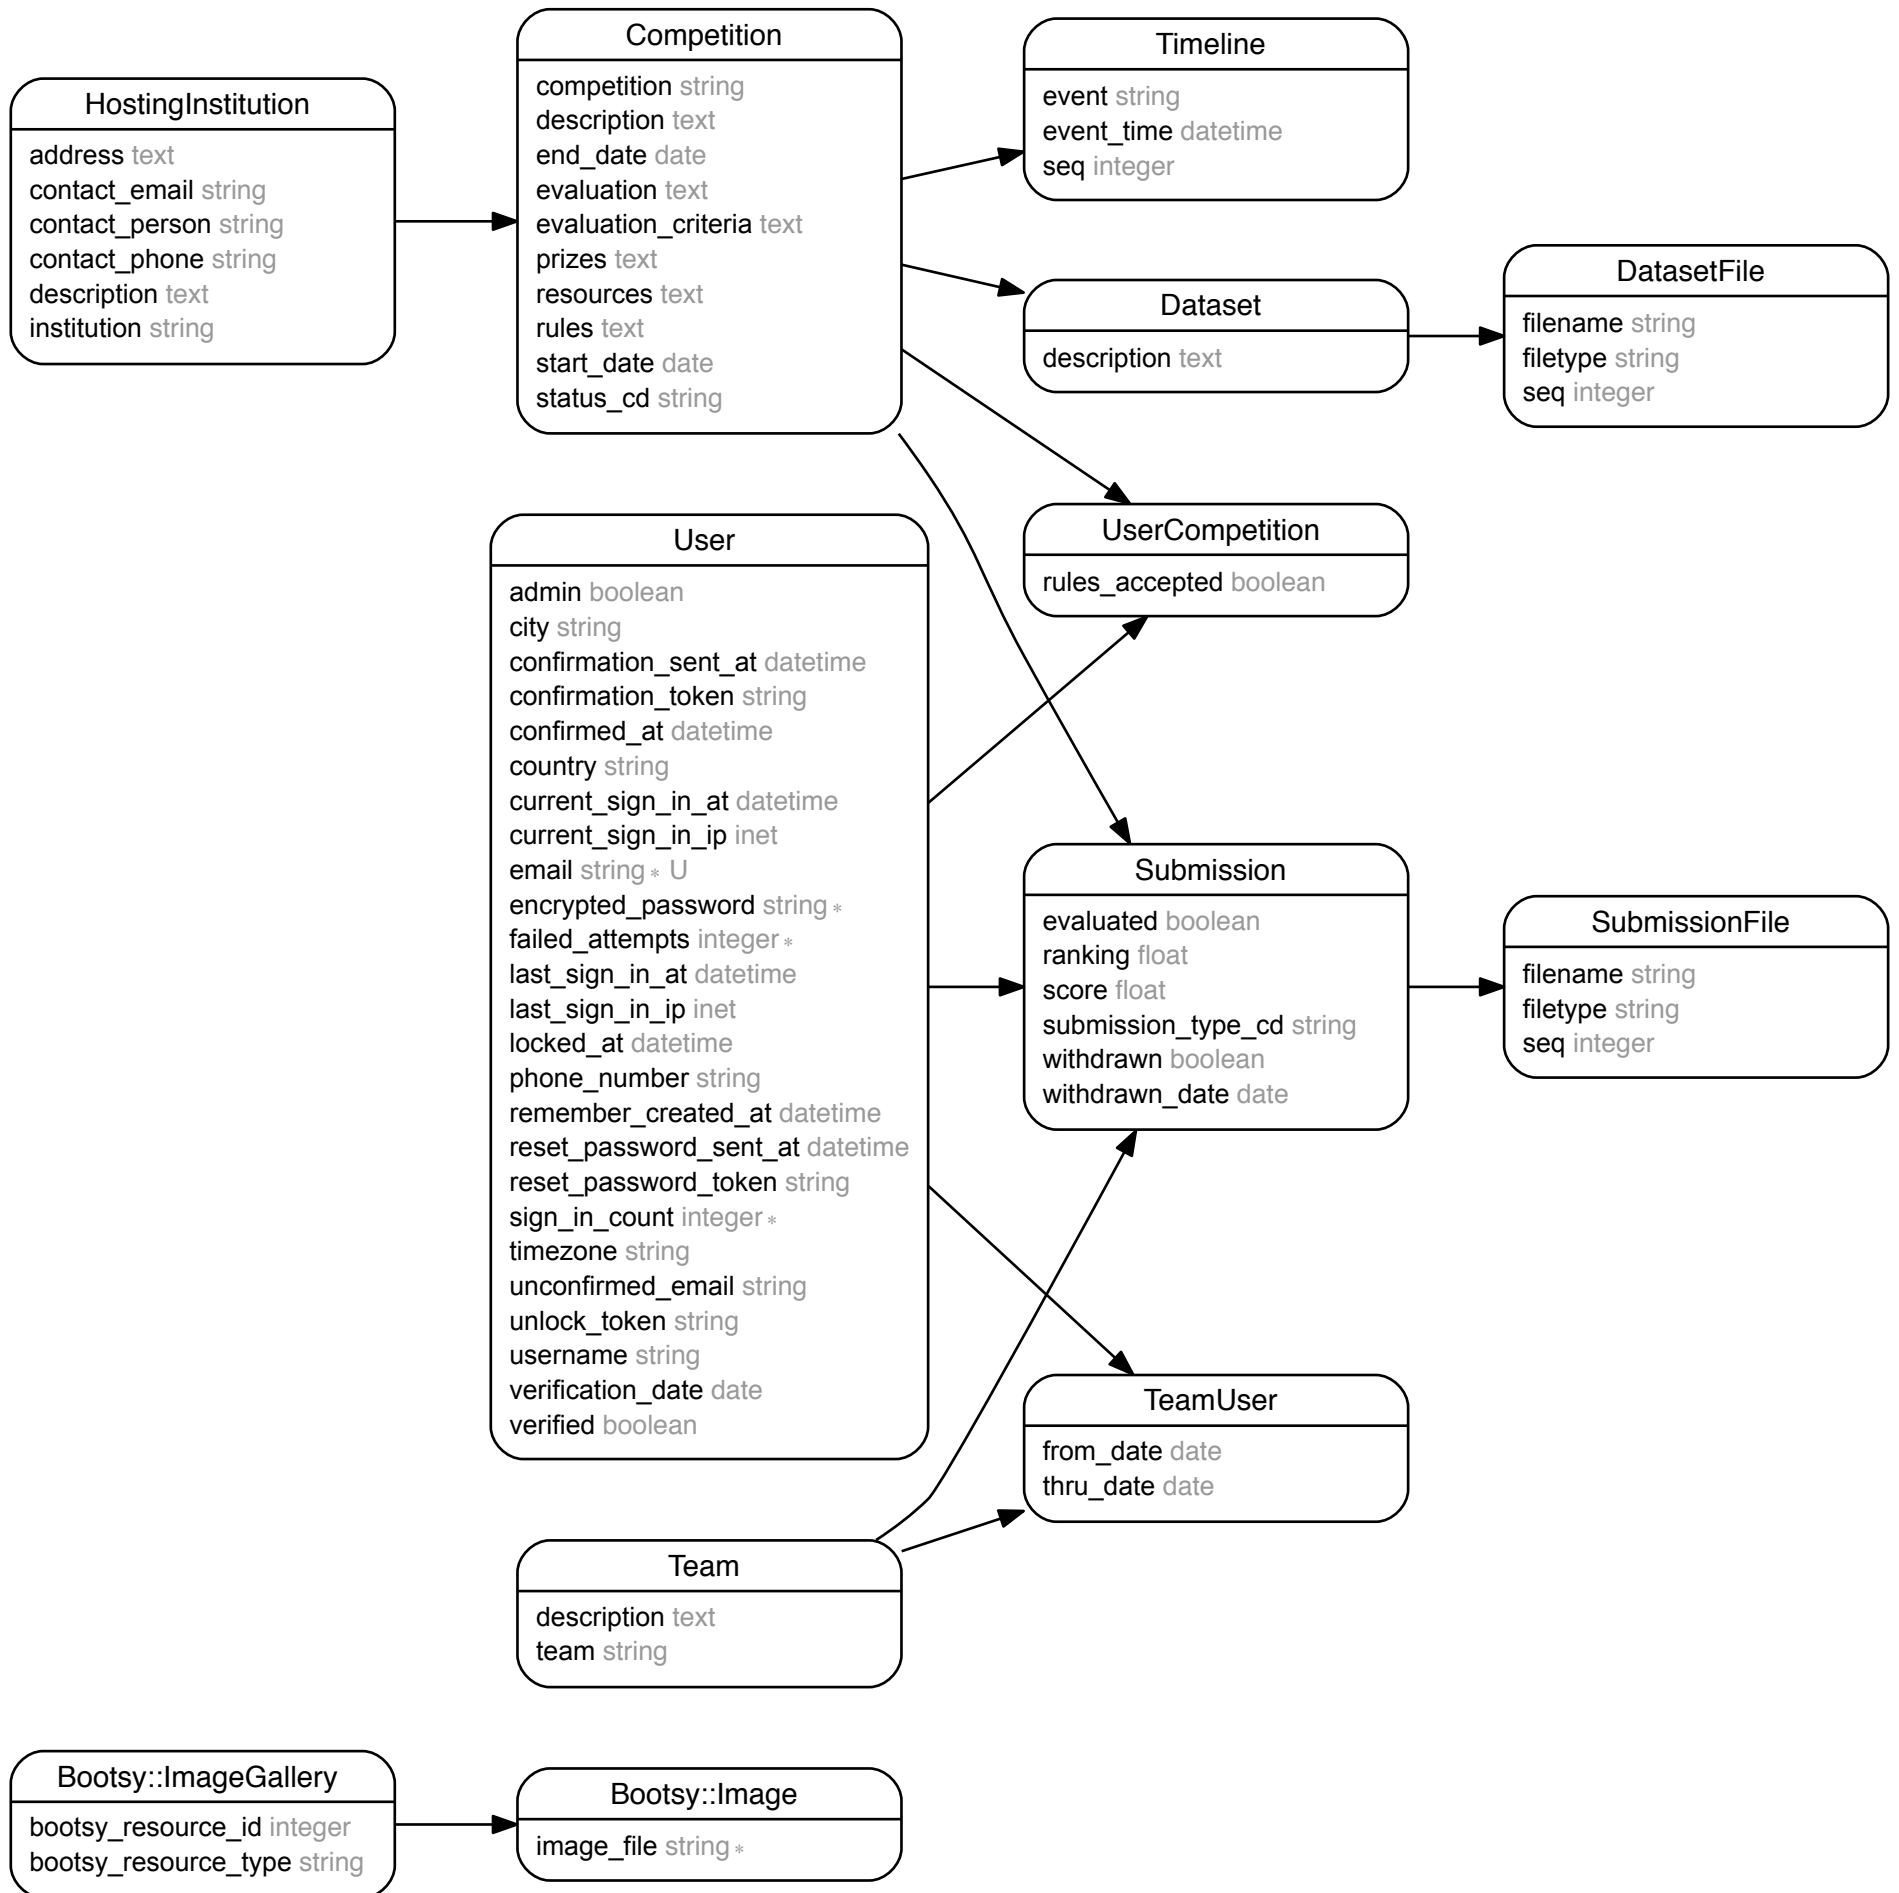 HostingInstitution
address text
contact_email string
contact_person string
contact_phone string
description text
institution string
Competition
competition string
description text
end_date date
evaluation text
evaluation_criteria text
prizes text
resources text
rules text
start_date date
status_cd string
Timeline
event string
event_time datetime
seq integer
Dataset
description text
DatasetFile
filename string
filetype string
seq integer
UserCompetition
rules_accepted boolean
User
admin boolean
city string
confirmation_sent_at datetime
confirmation_token string
confirmed_at datetime
country string
current_sign_in_at datetime
current_sign_in_ip inet
email string * U
encrypted_password string *
failed_attempts integer *
last_sign_in_at datetime
last_sign_in_ip inet
locked_at datetime
phone_number string
remember_created_at datetime
reset_password_sent_at datetime
reset_password_token string
sign_in_count integer *
timezone string
unconfirmed_email string
unlock_token string
username string
verification_date date
verified boolean
Submission
evaluated boolean
ranking float
score float
submission_type_cd string
withdrawn boolean
withdrawn_date date
SubmissionFile
filename string
filetype string
seq integer
TeamUser
from_date date
thru_date date
Team
description text
team string
Bootsy::ImageGallery
bootsy_resource_id integer
bootsy_resource_type string
Bootsy::Image
image_file string *